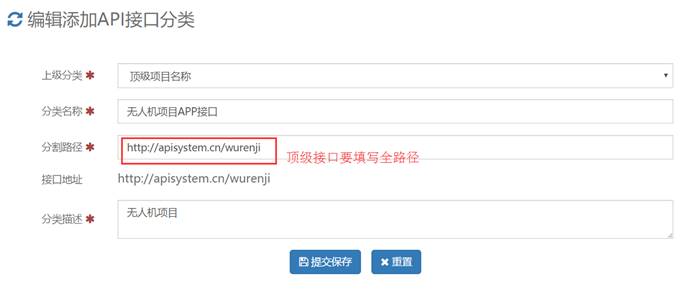 编辑添加API接口分类
上级分类 ✱ 顶级项目名称
分类名称 ✱ 无人机项目APP接口
分割路径 ✱ http://apisystem.cn/wurenji 顶级接口要填写全路径
接口地址 http://apisystem.cn/wurenji
分类描述 ✱ 无人机项目
提交保存 重置